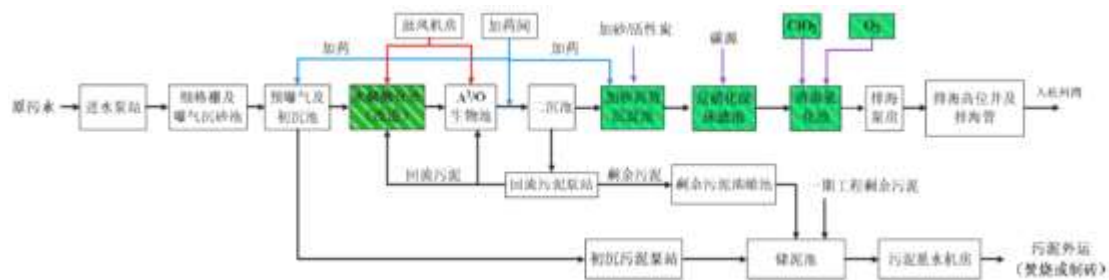 鼓风机房
加药间
加砂/活性炭
碳源
ClO₂
O₃
加药
加药
原污水
进水泵站
细格栅及
曝气沉砂池
预曝气及
初沉池
A²/O
生物池
二沉池
加砂高效
沉淀池
反硝化深
床滤池
排海
泵房
排海高位井及
排海管
入杭州湾
回流污泥
回流污泥泵站
剩余污泥
剩余污泥浓缩池
一期工程剩余污泥
初沉污泥泵站
储泥池
污泥脱水机房
污泥外运
（焚烧或制砖）